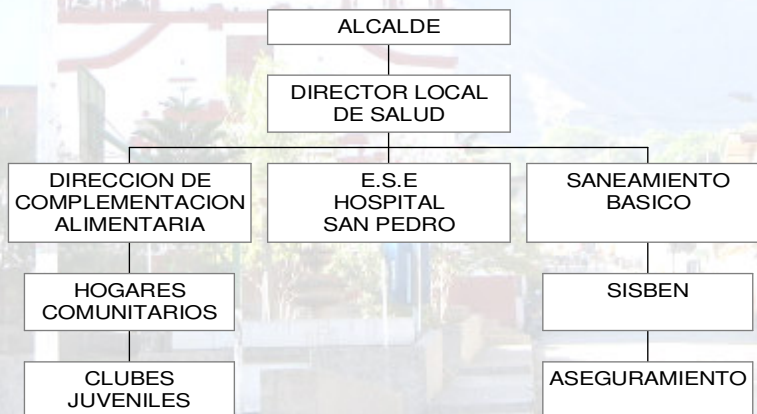 ALCALDE
DIRECTOR LOCAL
DE SALUD
DIRECCION DE
COMPLEMENTACION
ALIMENTARIA
E.S.E
HOSPITAL
SAN PEDRO
SANEAMIENTO
BASICO
HOGARES
COMUNITARIOS
SISBEN
CLUBES
JUVENILES
ASEGURAMIENTO